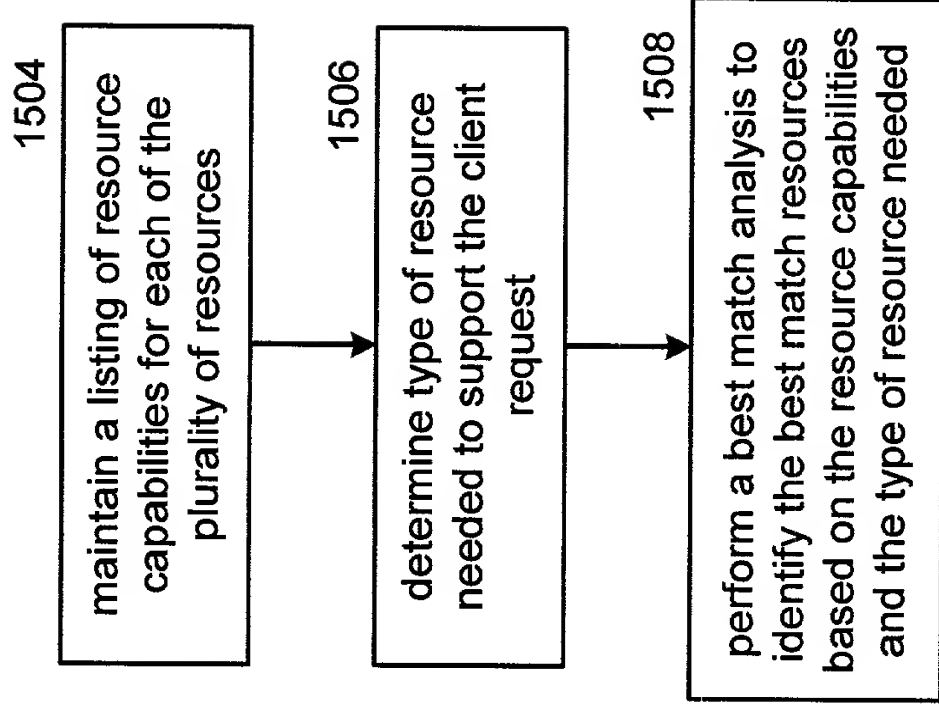 1504
maintain a listing of resource
capabilities for each of the
plurality of resources
1506
determine type of resource
needed to support the client
request
1508
perform a best match analysis to
identify the best match resources
based on the resource capabilities
and the type of resource needed